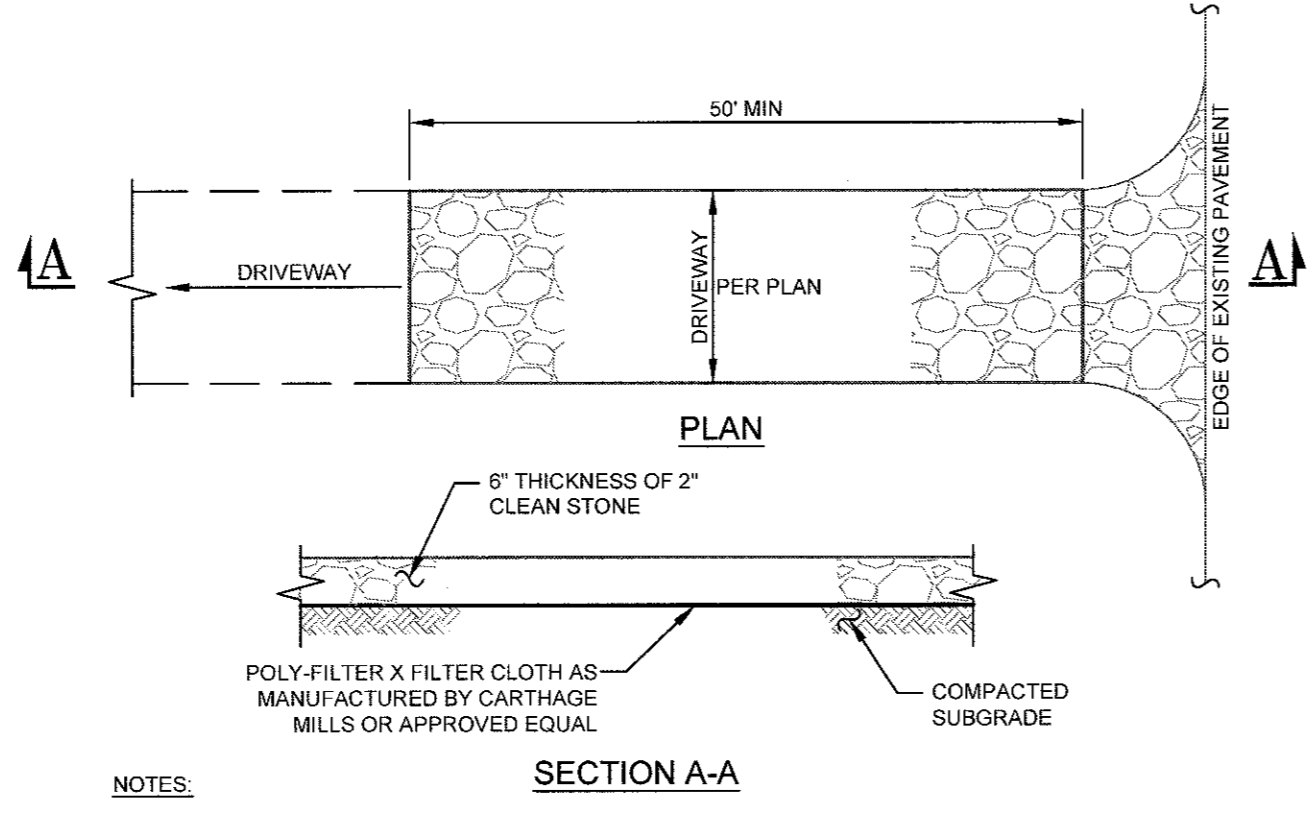 50' MIN
A
DRIVEWAY
DRIVEWAY
PER PLAN
EDGE OF EXISTING PAVEMENT
A
PLAN
6" THICKNESS OF 2"
CLEAN STONE
POLY-FILTER X FILTER CLOTH AS
MANUFACTURED BY CARTHAGE
MILLS OR APPROVED EQUAL
COMPACTED
SUBGRADE
SECTION A-A
NOTES: